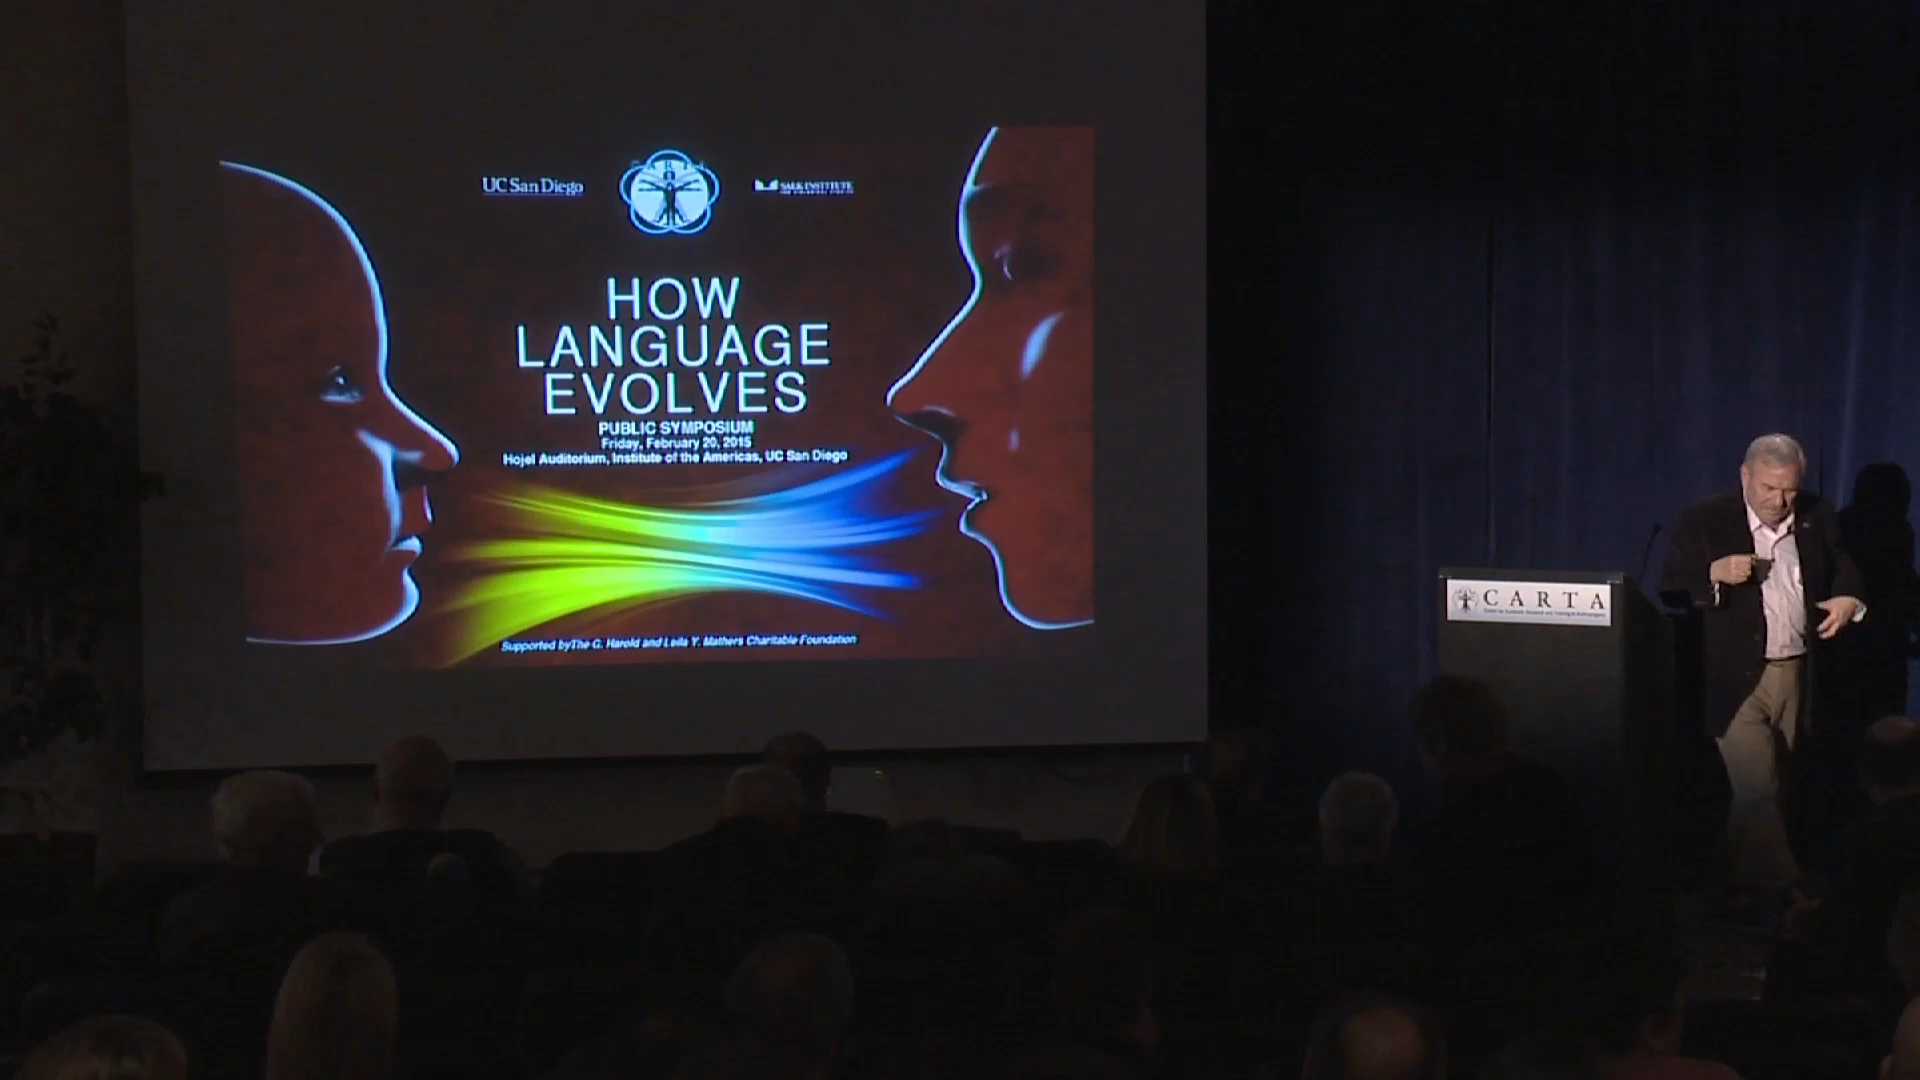 UC San Diego
SALK INSTITUTE
HOW
LANGUAGE
EVOLVES
PUBLIC SYMPOSIUM
Friday, February 20, 2015
Hojel Auditorium, Institute of the Americas, UC San Diego
Supported byThe G. Harold and Leila Y. Mathers Charitable Foundation
CARTA